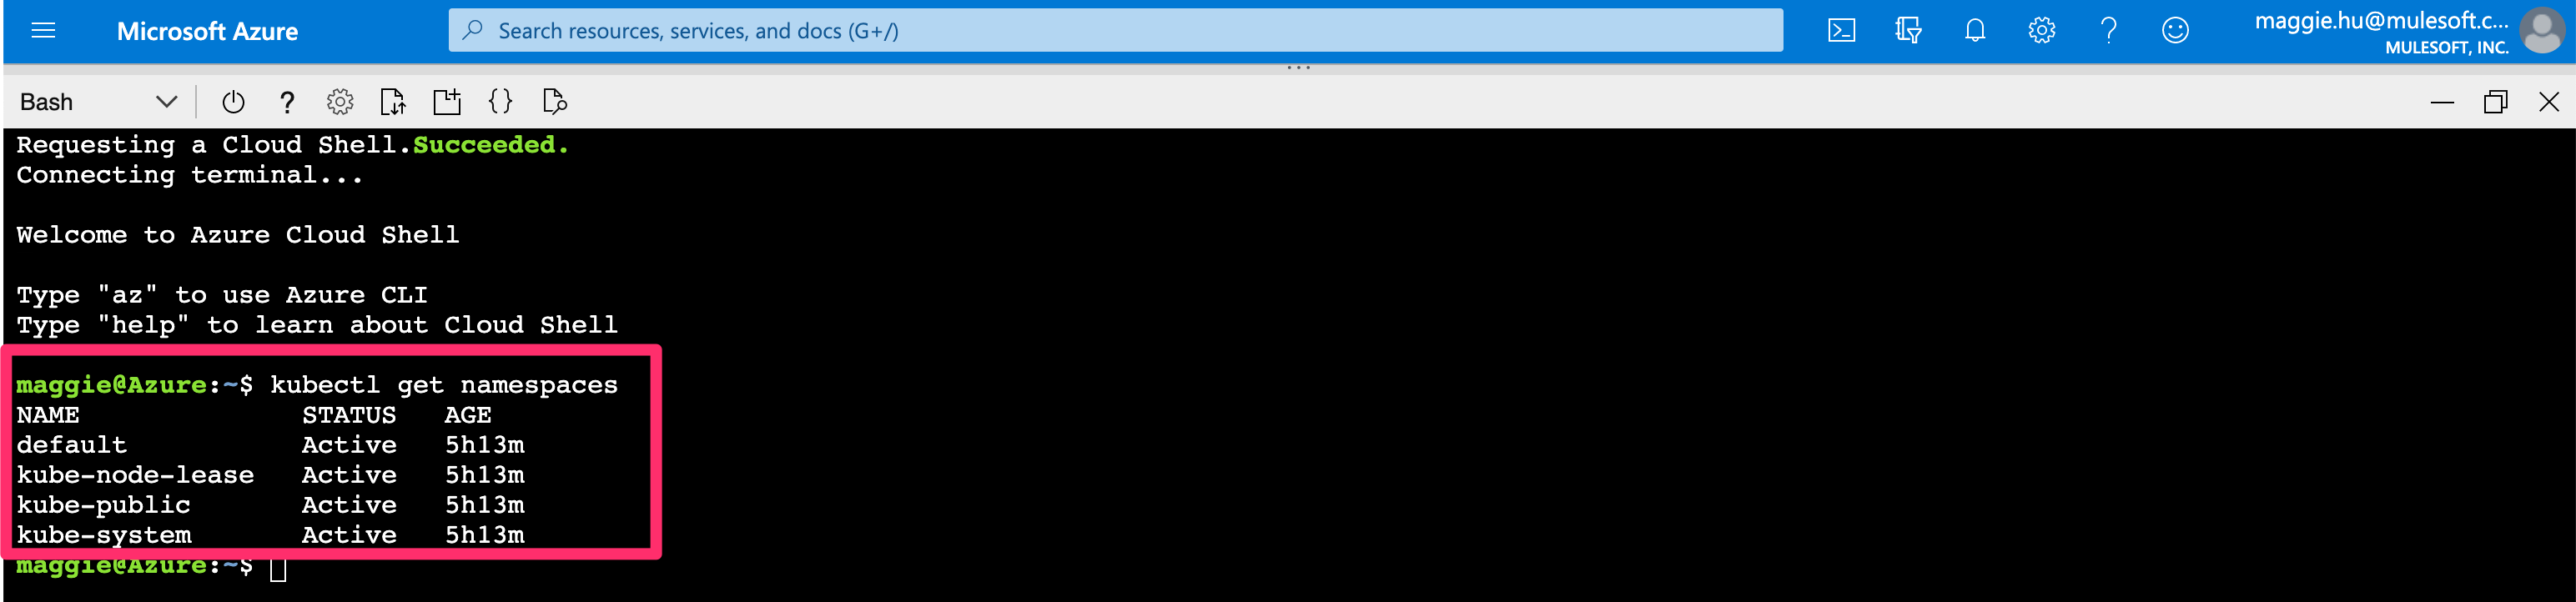 Microsoft Azure
Search resources, services, and docs (G+/)
maggie.hu@mulesoft.c...
MULESOFT, INC.
Bash
Requesting a Cloud Shell.Succeeded.
Connecting terminal...
Welcome to Azure Cloud Shell
Type "az" to use Azure CLI
Type "help" to learn about Cloud Shell
maggie@Azure:~$ kubectl get namespaces
NAME STATUS AGE
default Active 5h13m
kube-node-lease Active 5h13m
kube-public Active 5h13m
kube-system Active 5h13m
maggie@Azure:~$